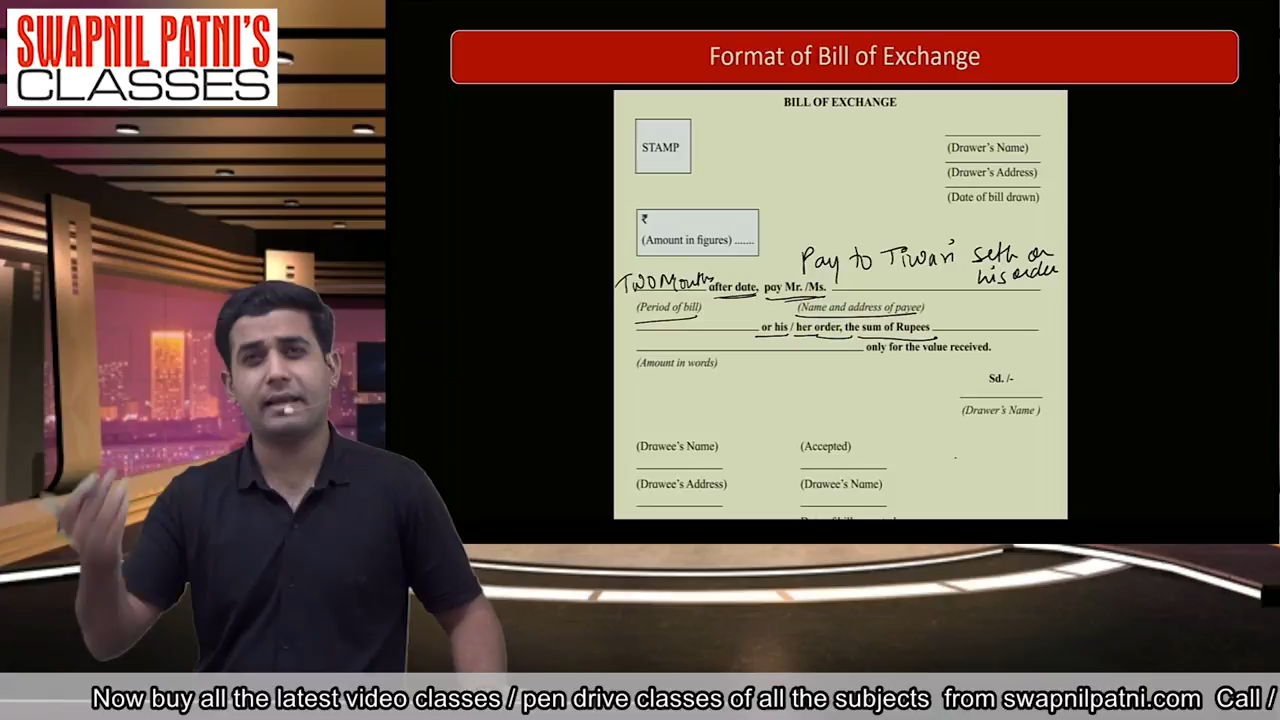 SWAPNIL PATNI'S
CLASSES
Format of Bill of Exchange
BILL OF EXCHANGE
STAMP
(Drawer's Name)
(Drawer's Address)
(Date of bill drawn)
₹
(Amount in figures) .......
Pay to Tiwari Seth or
his order
Two Months after date, pay Mr. /Ms.
(Period of bill) (Name and address of payee)
or his / her order, the sum of Rupees
only for the value received.
(Amount in words)
Sd. /-
(Drawer's Name )
(Drawee's Name) (Accepted)
(Drawee's Address) (Drawee's Name)
Now buy all the latest video classes / pen drive classes of all the subjects from swapnilpatni.com Call /